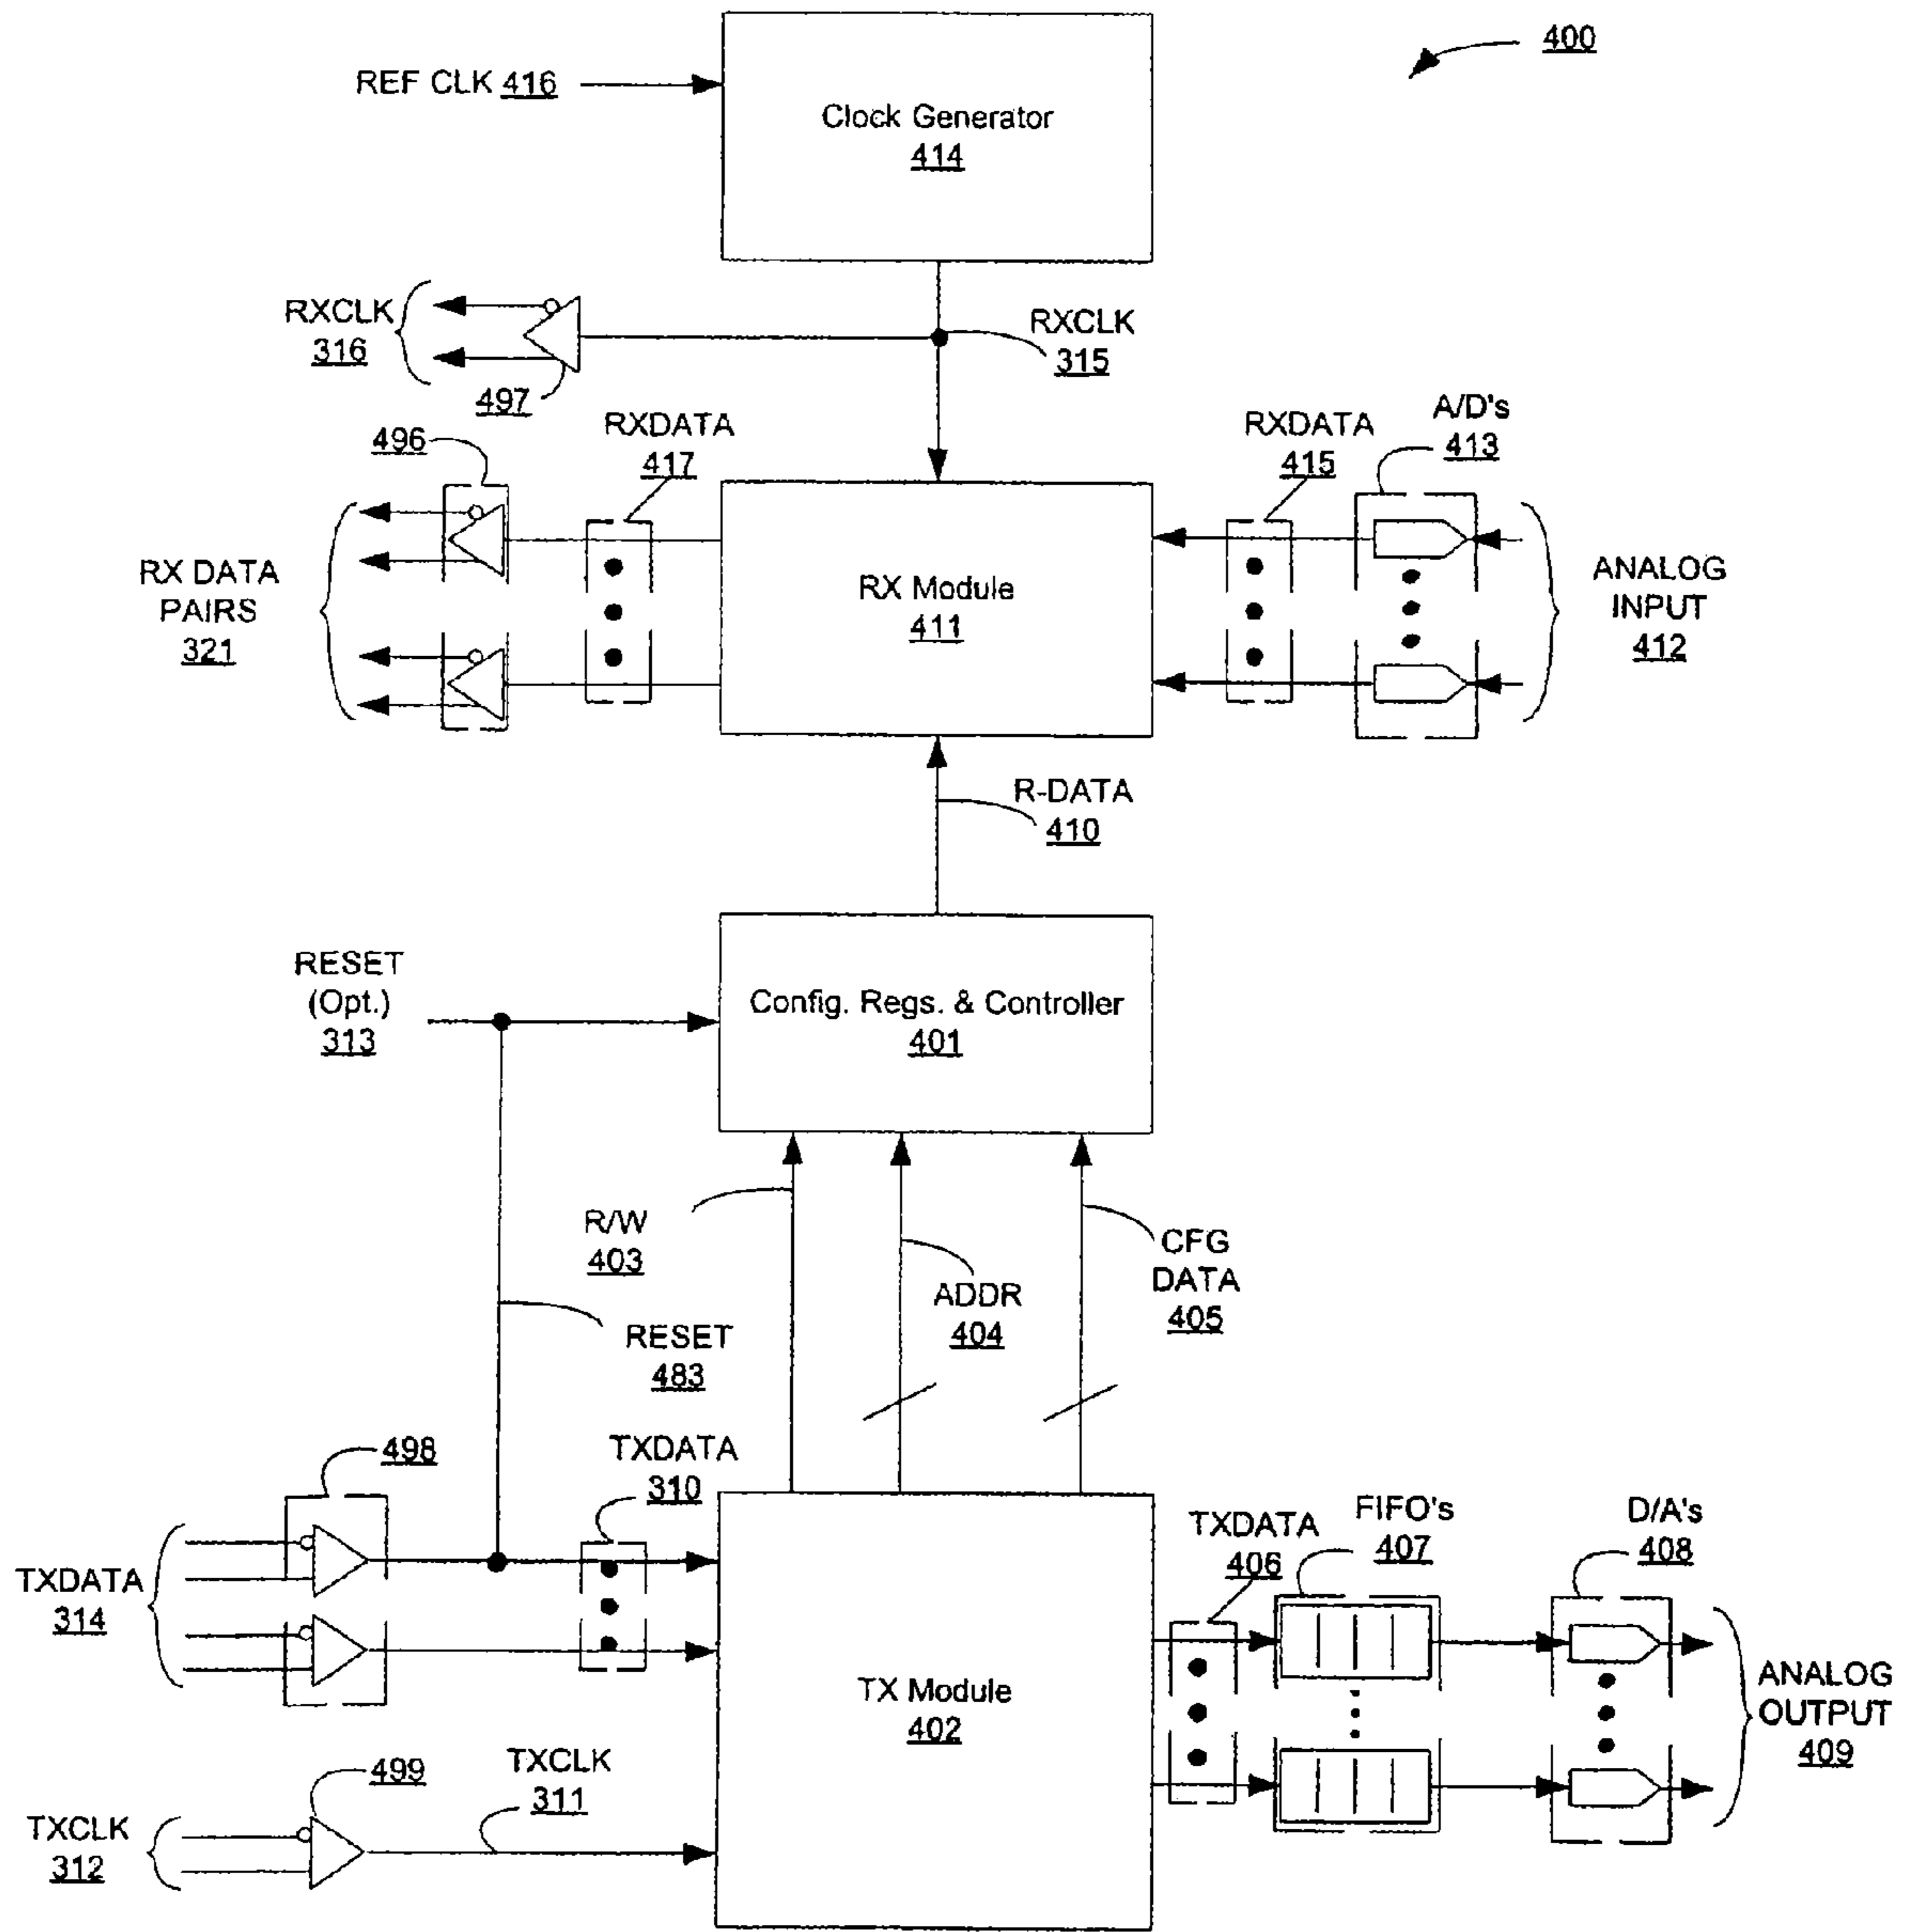 400
REF CLK 416
Clock Generator
414
RXCLK
316
497
RXCLK
315
496
RXDATA
417
RXDATA
415
A/D's
413
RX DATA
PAIRS
321
RX Module
411
ANALOG
INPUT
412
R-DATA
410
RESET
(Opt.)
313
Config. Regs. & Controller
401
R/W
403
ADDR
404
CFG
DATA
405
RESET
483
498
TXDATA
310
TXDATA
314
TX Module
402
TXDATA
406
FIFO's
407
D/A's
408
ANALOG
OUTPUT
409
499
TXCLK
311
TXCLK
312